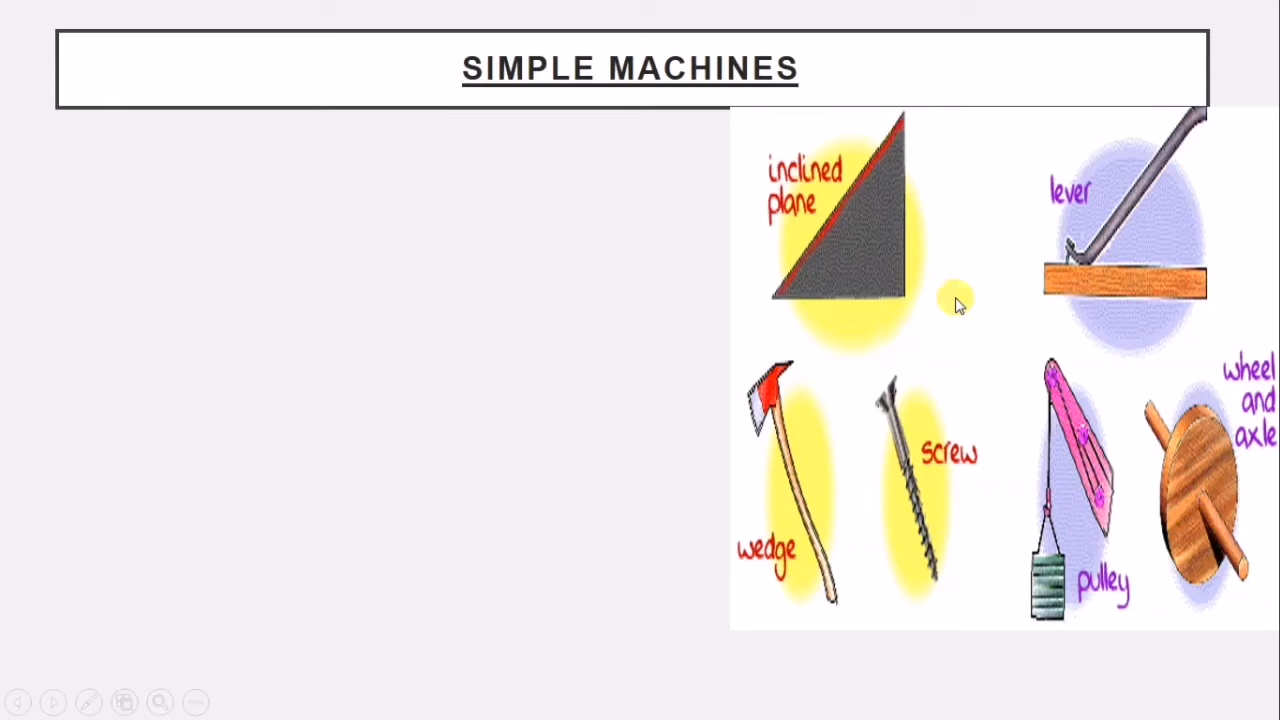 SIMPLE MACHINES
inclined
plane
lever
wedge
screw
pulley
wheel
and
axle